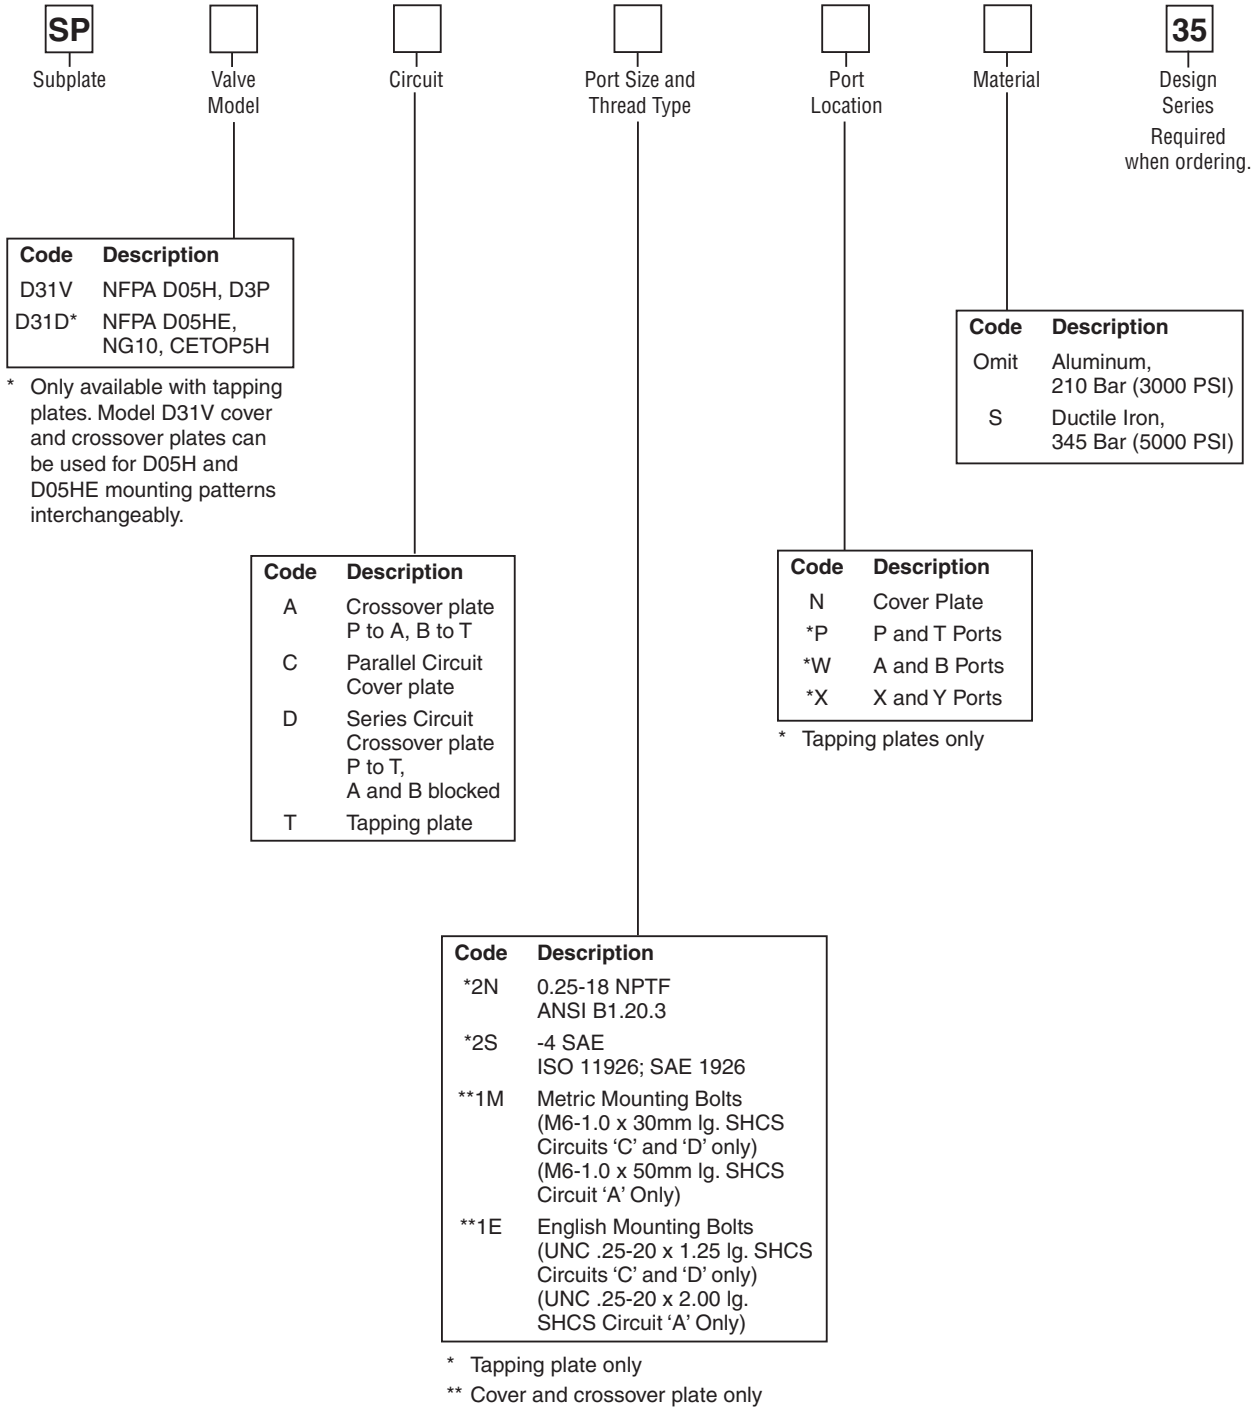 SP
35
Subplate
Valve
Model
Circuit
Port Size and
Thread Type
Port
Location
Material
Design
Series
Required
when ordering.
Code Description
D31V NFPA D05H, D3P
D31D* NFPA D05HE,
NG10, CETOP5H
* Only available with tapping
plates. Model D31V cover
and crossover plates can
be used for D05H and
D05HE mounting patterns
interchangeably.
Code Description
Omit Aluminum,
210 Bar (3000 PSI)
S Ductile Iron,
345 Bar (5000 PSI)
Code Description
A Crossover plate
P to A, B to T
C Parallel Circuit
Cover plate
D Series Circuit
Crossover plate
P to T,
A and B blocked
T Tapping plate
Code Description
N Cover Plate
*P P and T Ports
*W A and B Ports
*X X and Y Ports
* Tapping plates only
Code Description
*2N 0.25-18 NPTF
ANSI B1.20.3
*2S -4 SAE
ISO 11926; SAE 1926
**1M Metric Mounting Bolts
(M6-1.0 x 30mm lg. SHCS
Circuits ‘C’ and ‘D’ only)
(M6-1.0 x 50mm lg. SHCS
Circuit ‘A’ Only)
**1E English Mounting Bolts
(UNC .25-20 x 1.25 lg. SHCS
Circuits ‘C’ and ‘D’ only)
(UNC .25-20 x 2.00 lg.
SHCS Circuit ‘A’ Only)
* Tapping plate only
** Cover and crossover plate only